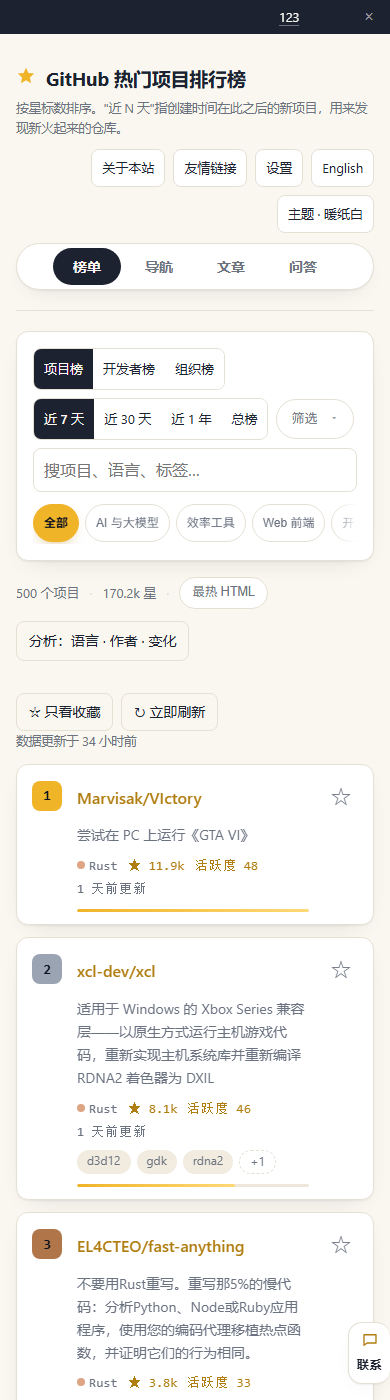 123 ×
GitHub 热门项目排行榜
按星标数排序。"近 N 天"指创建时间在此之后的新项目，用来发
现新火起来的仓库。
关于本站 友情链接 设置 English
主题 · 暖纸白
榜单 导航 文章 问答
项目榜 开发者榜 组织榜
近 7 天 近 30 天 近 1 年 总榜 筛选
搜项目、语言、标签...
全部 AI 与大模型 效率工具 Web 前端 开
500 个项目 · 170.2k 星 · 最热 HTML
分析：语言 · 作者 · 变化
☆ 只看收藏 ↻ 立即刷新
数据更新于 34 小时前
1 Marvisak/VIctory ☆
尝试在 PC 上运行《GTA VI》
Rust ★ 11.9k 活跃度 48
1 天前更新
2 xcl-dev/xcl ☆
适用于 Windows 的 Xbox Series 兼容
层——以原生方式运行主机游戏代
码，重新实现主机系统库并重新编译
RDNA2 着色器为 DXIL
Rust ★ 8.1k 活跃度 46
1 天前更新
d3d12 gdk rdna2 +1
3 EL4CTEO/fast-anything ☆
不要用Rust重写。重写那5%的慢代
码：分析Python、Node或Ruby应用
程序，使用您的编码代理移植热点函
数，并证明它们的行为相同。
Rust ★ 3.8k 活跃度 33
联系